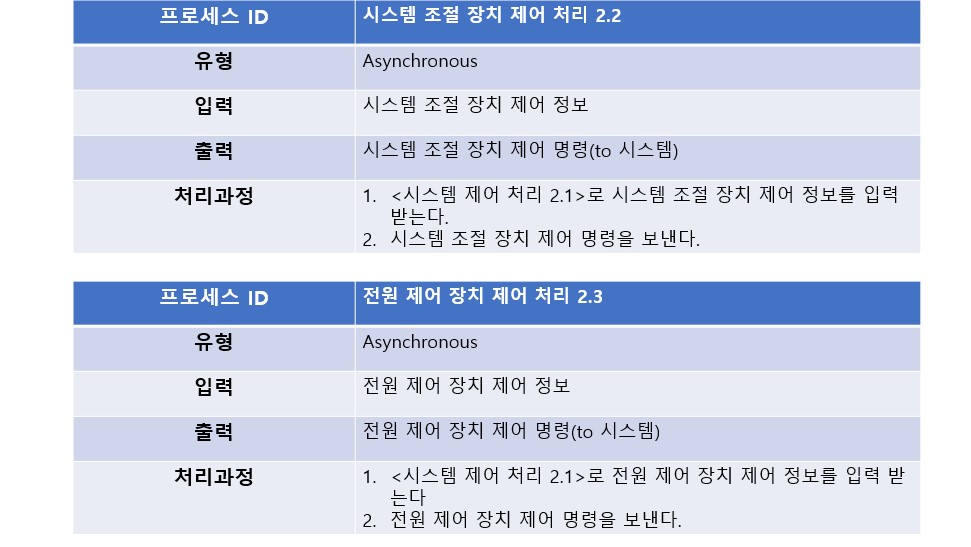 프로세스 ID 시스템 조절 장치 제어 처리 2.2
유형 Asynchronous
입력 시스템 조절 장치 제어 정보
출력 시스템 조절 장치 제어 명령(to 시스템)
처리과정 1. <시스템 제어 처리 2.1>로 시스템 조절 장치 제어 정보를 입력
받는다.
2. 시스템 조절 장치 제어 명령을 보낸다.
프로세스 ID 전원 제어 장치 제어 처리 2.3
유형 Asynchronous
입력 전원 제어 장치 제어 정보
출력 전원 제어 장치 제어 명령(to 시스템)
처리과정 1. <시스템 제어 처리 2.1>로 전원 제어 장치 제어 정보를 입력 받
는다
2. 전원 제어 장치 제어 명령을 보낸다.